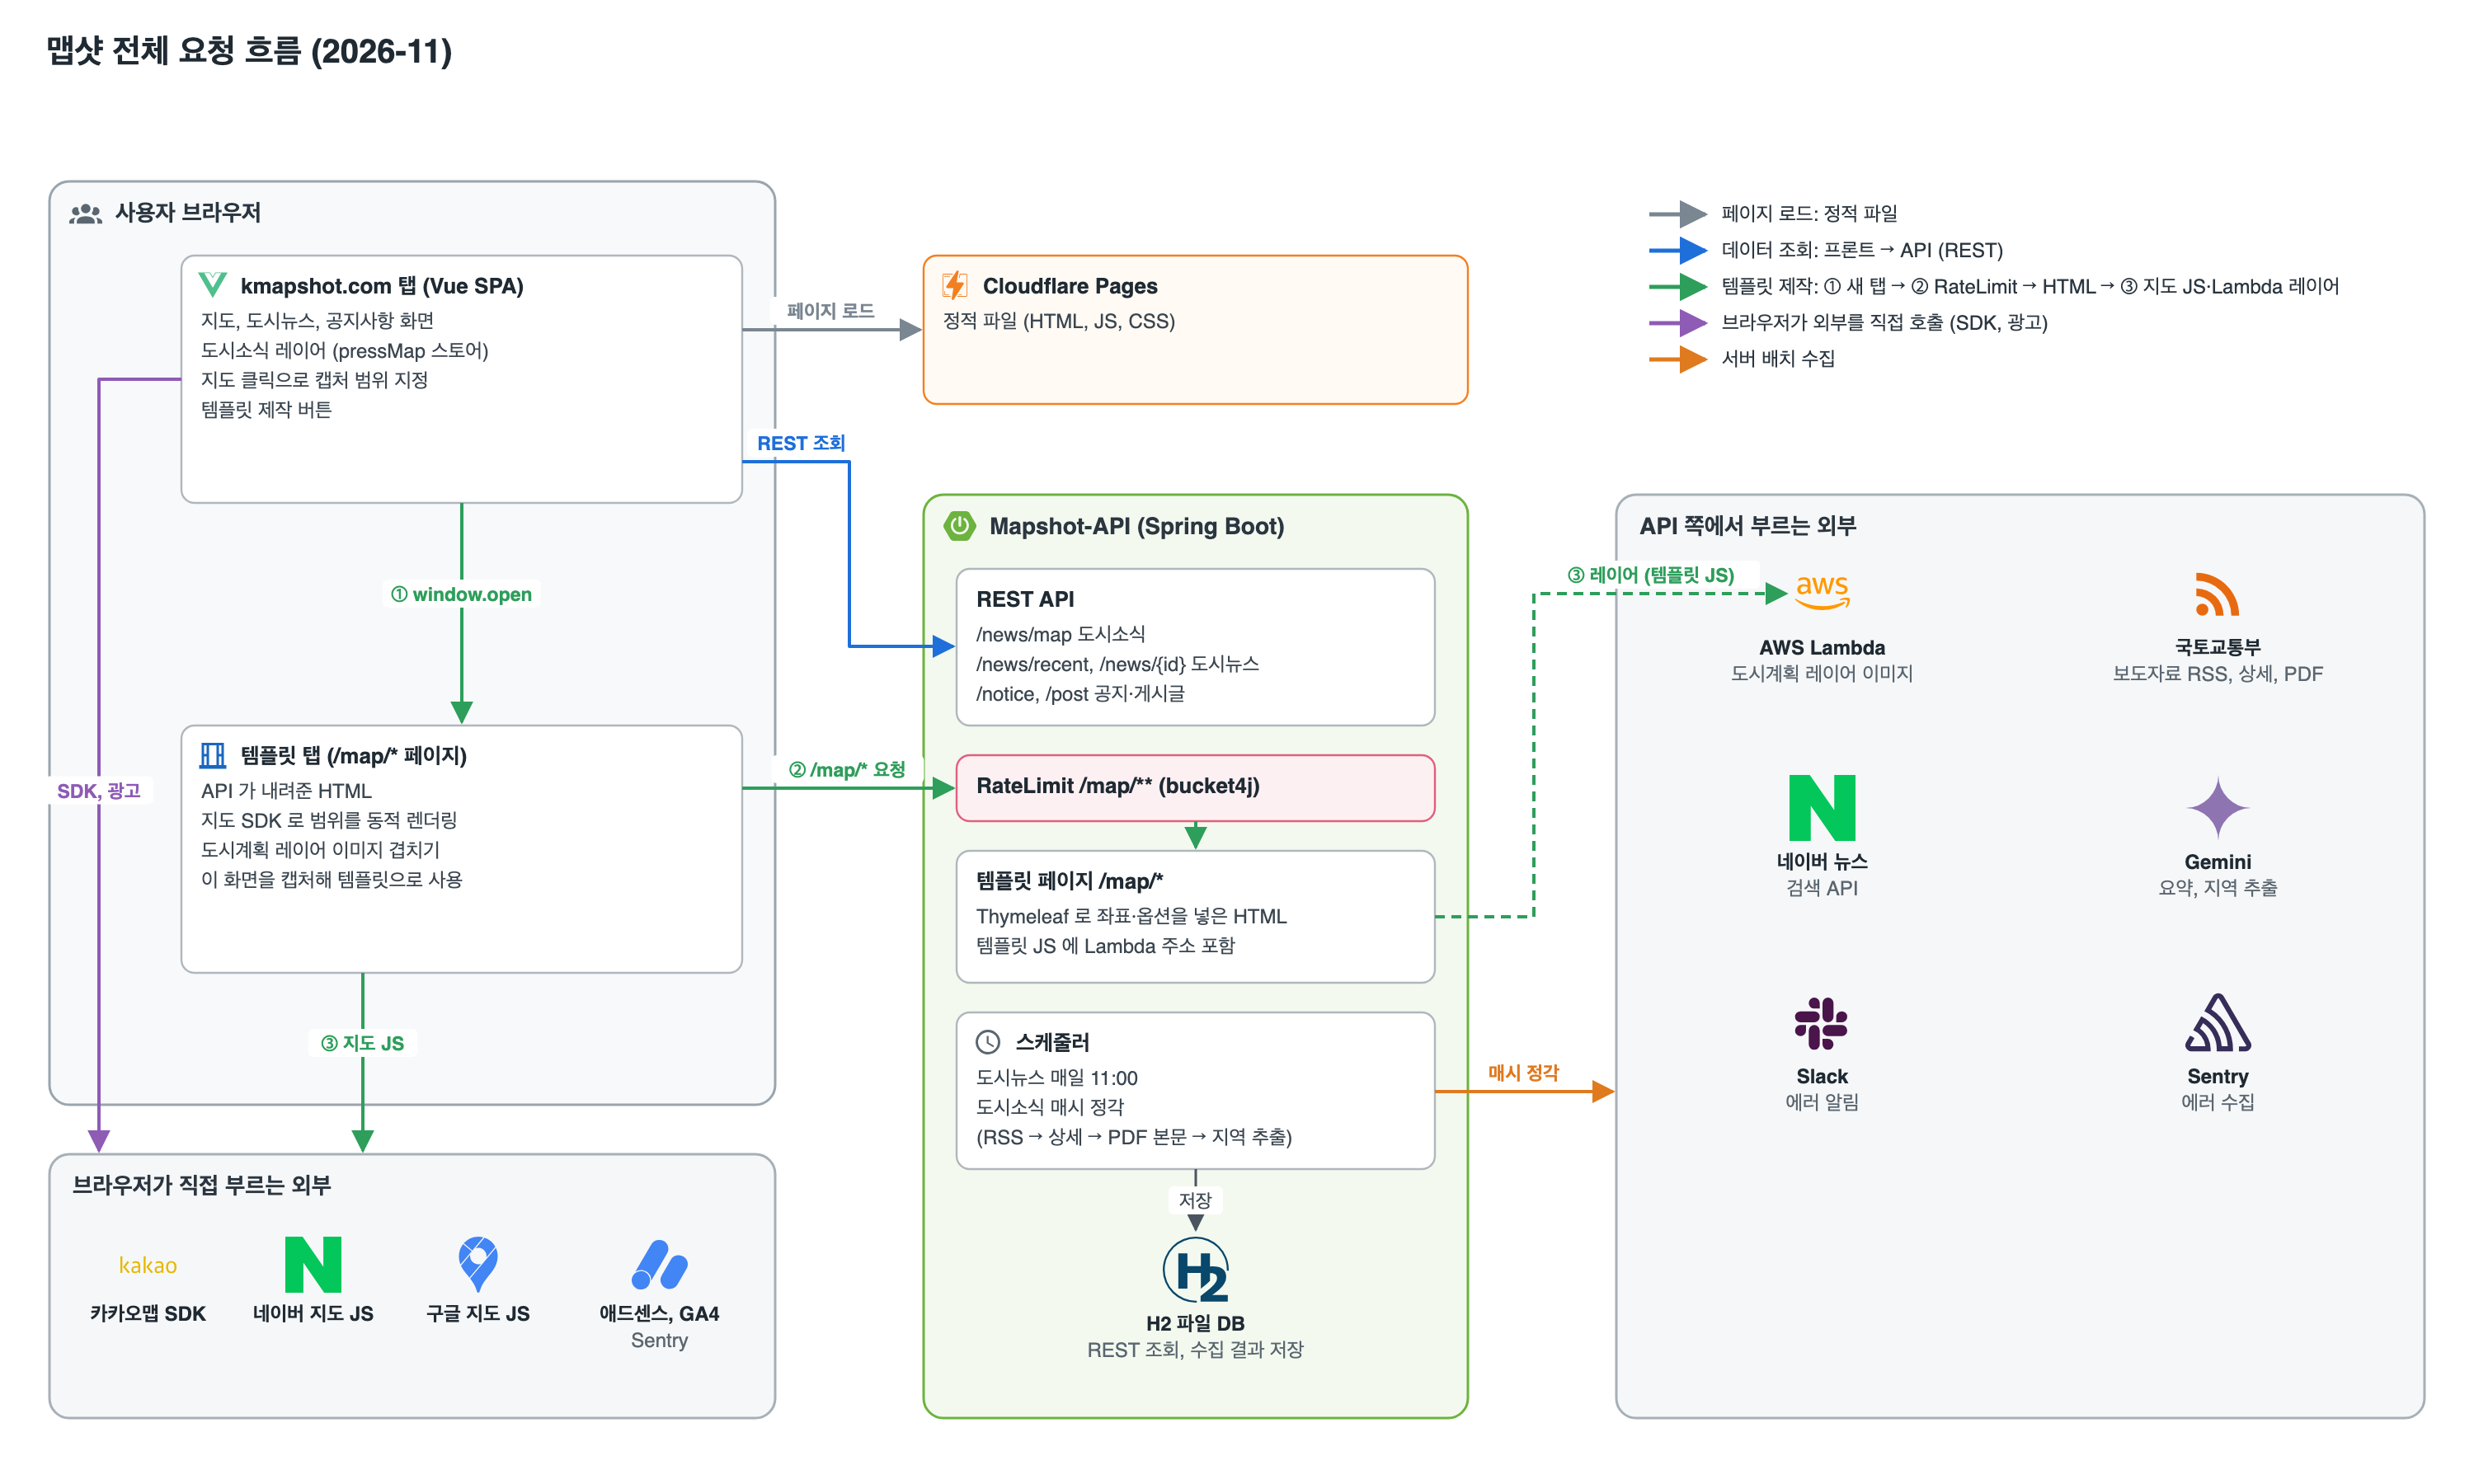 맵샷 전체 요청 흐름 (2026-11)
사용자 브라우저
kmapshot.com 탭 (Vue SPA)
지도, 도시뉴스, 공지사항 화면
도시소식 레이어 (pressMap 스토어)
지도 클릭으로 캡처 범위 지정
템플릿 제작 버튼
페이지 로드
Cloudflare Pages
정적 파일 (HTML, JS, CSS)
페이지 로드: 정적 파일
데이터 조회: 프론트 → API (REST)
템플릿 제작: ① 새 탭 → ② RateLimit → HTML → ③ 지도 JS·Lambda 레이어
브라우저가 외부를 직접 호출 (SDK, 광고)
서버 배치 수집
REST 조회
① window.open
SDK, 광고
템플릿 탭 (/map/* 페이지)
API 가 내려준 HTML
지도 SDK 로 범위를 동적 렌더링
도시계획 레이어 이미지 겹치기
이 화면을 캡처해 템플릿으로 사용
② /map/* 요청
③ 지도 JS
Mapshot-API (Spring Boot)
REST API
/news/map 도시소식
/news/recent, /news/{id} 도시뉴스
/notice, /post 공지·게시글
RateLimit /map/** (bucket4j)
템플릿 페이지 /map/*
Thymeleaf 로 좌표·옵션을 넣은 HTML
템플릿 JS 에 Lambda 주소 포함
스케줄러
도시뉴스 매일 11:00
도시소식 매시 정각
(RSS → 상세 → PDF 본문 → 지역 추출)
저장
H2
H2 파일 DB
REST 조회, 수집 결과 저장
③ 레이어 (템플릿 JS)
매시 정각
API 쪽에서 부르는 외부
aws
AWS Lambda
도시계획 레이어 이미지
국토교통부
보도자료 RSS, 상세, PDF
N
네이버 뉴스
검색 API
Gemini
요약, 지역 추출
Slack
에러 알림
Sentry
에러 수집
브라우저가 직접 부르는 외부
kakao
카카오맵 SDK
N
네이버 지도 JS
구글 지도 JS
애드센스, GA4
Sentry